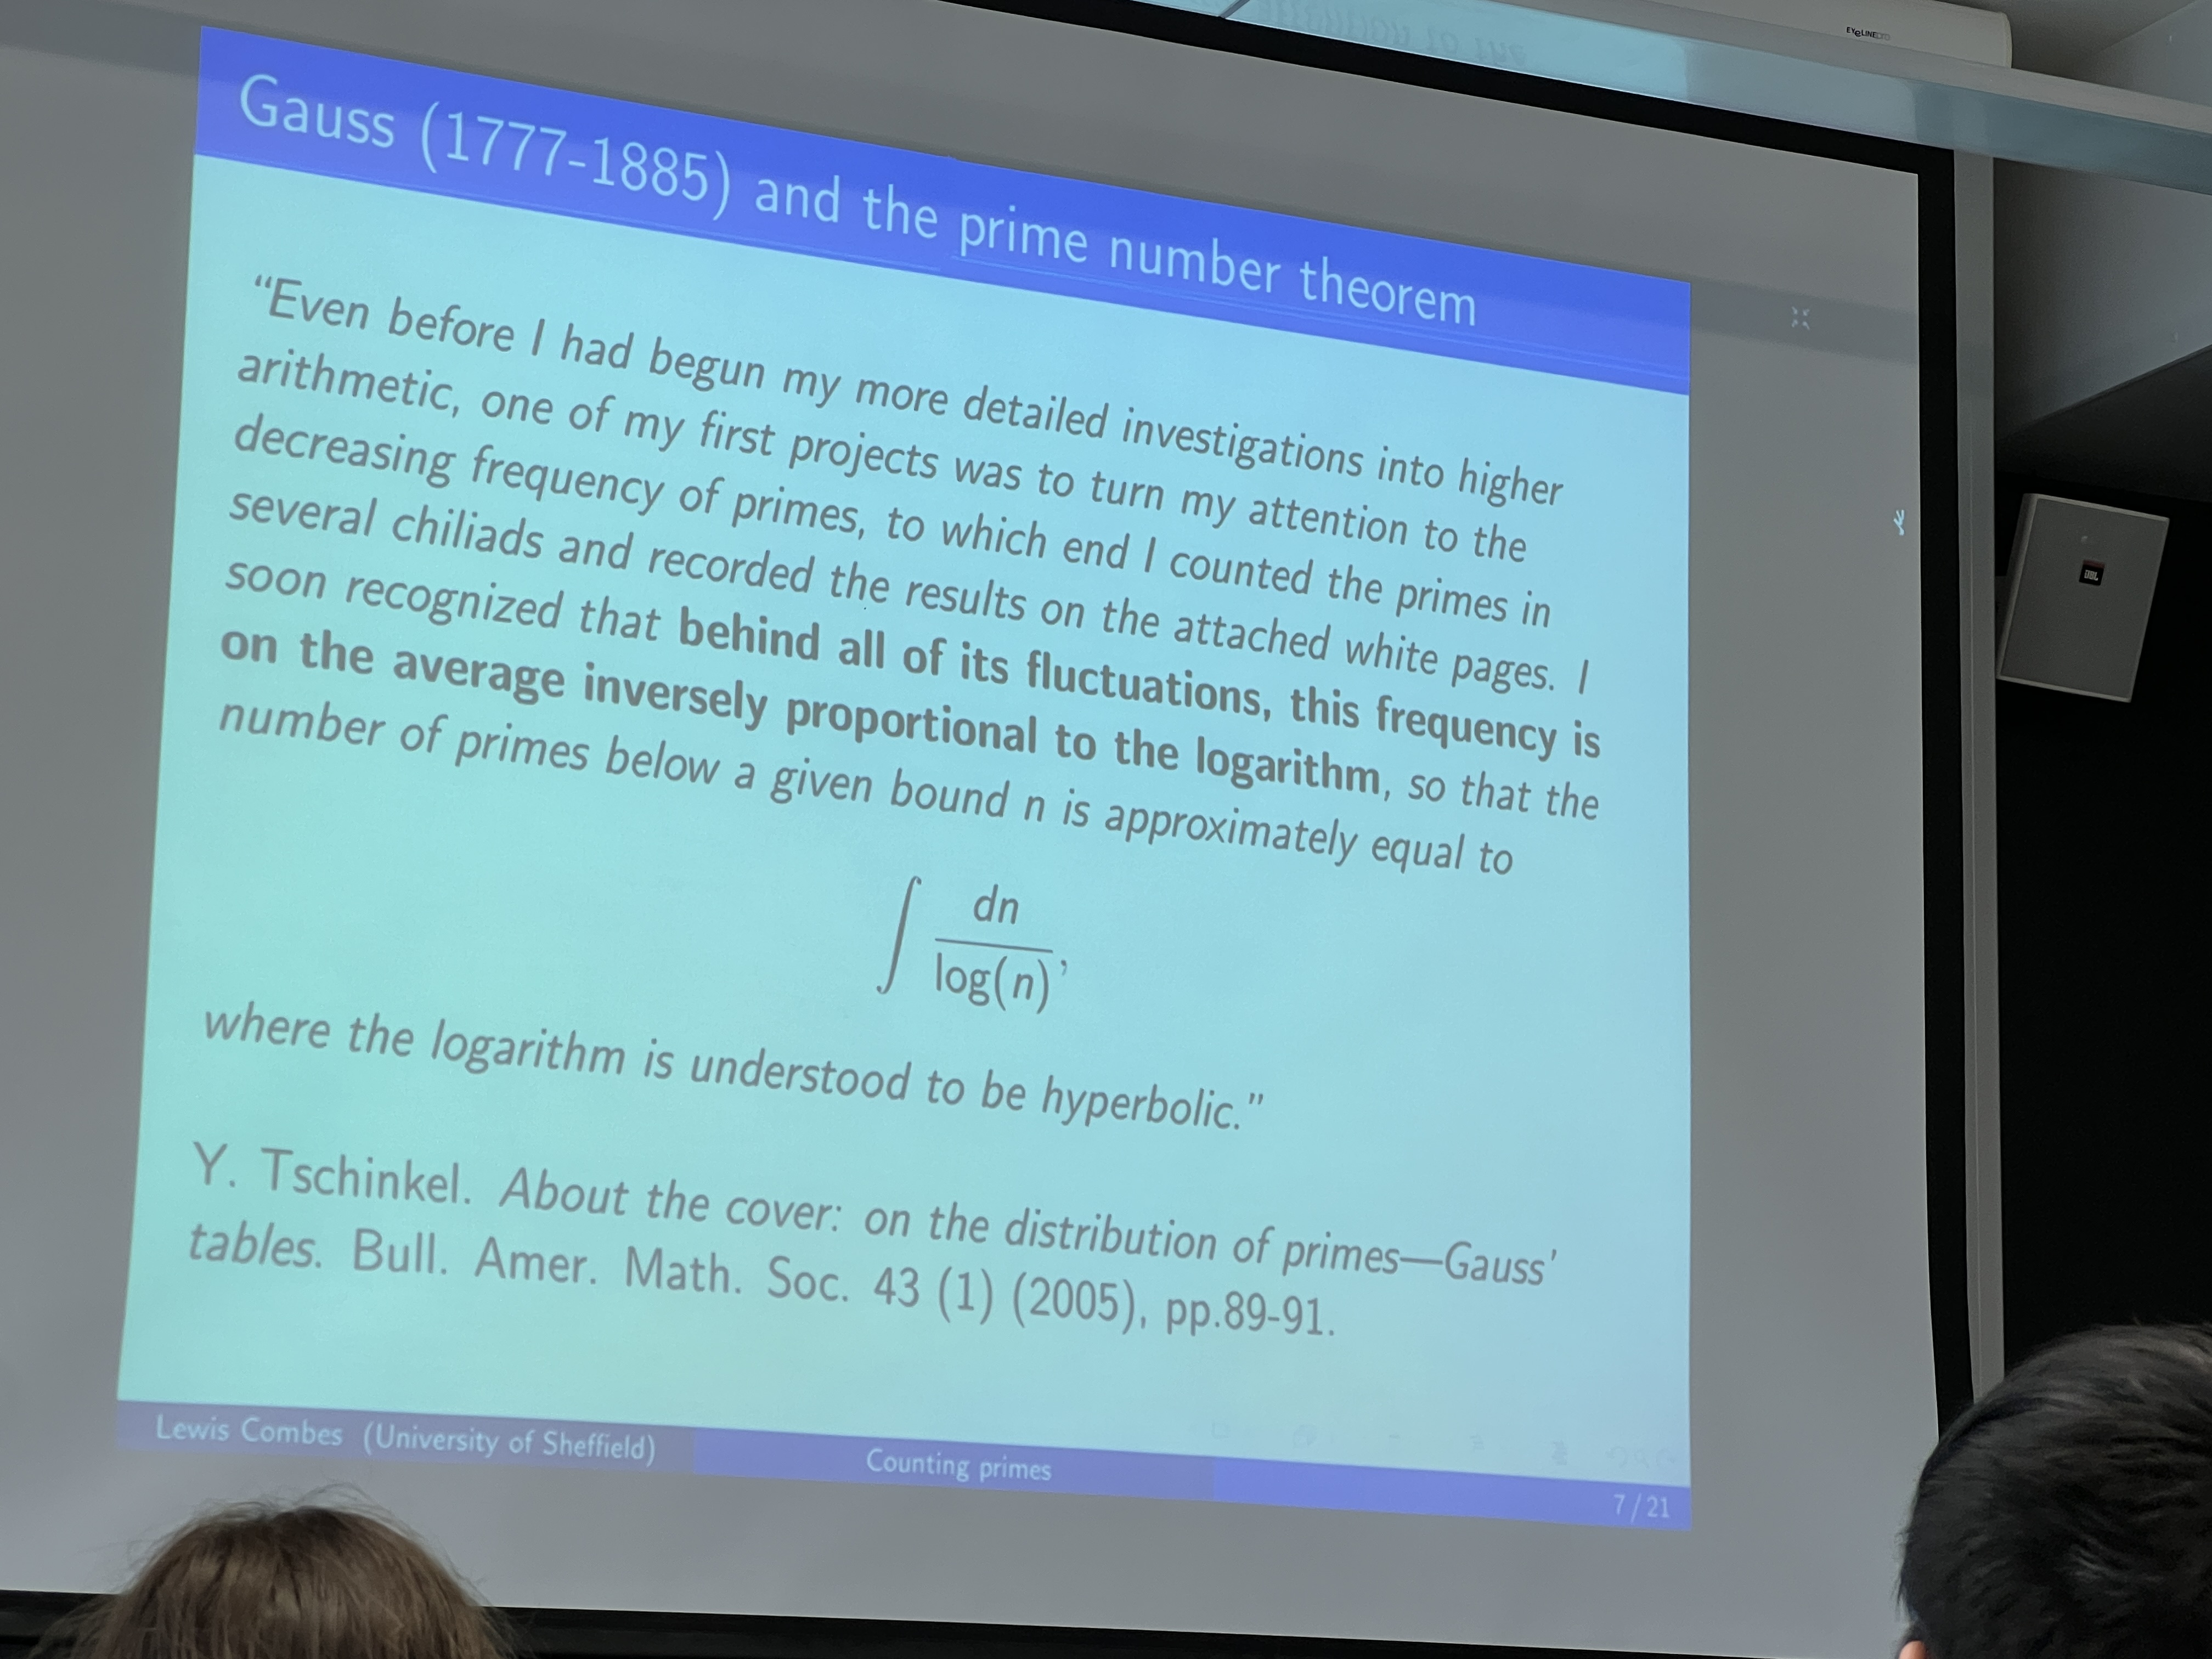 EYeLINE
Gauss (1777-1885) and the prime number theorem
“Even before I had begun my more detailed investigations into higher
arithmetic, one of my first projects was to turn my attention to the
decreasing frequency of primes, to which end I counted the primes in
several chiliads and recorded the results on the attached white pages. I
soon recognized that behind all of its fluctuations, this frequency is
on the average inversely proportional to the logarithm, so that the
number of primes below a given bound n is approximately equal to
∫ dn / log(n),
where the logarithm is understood to be hyperbolic.”
Y. Tschinkel. About the cover: on the distribution of primes—Gauss’
tables. Bull. Amer. Math. Soc. 43 (1) (2005), pp.89-91.
Lewis Combes (University of Sheffield)
Counting primes
7 / 21
JBL